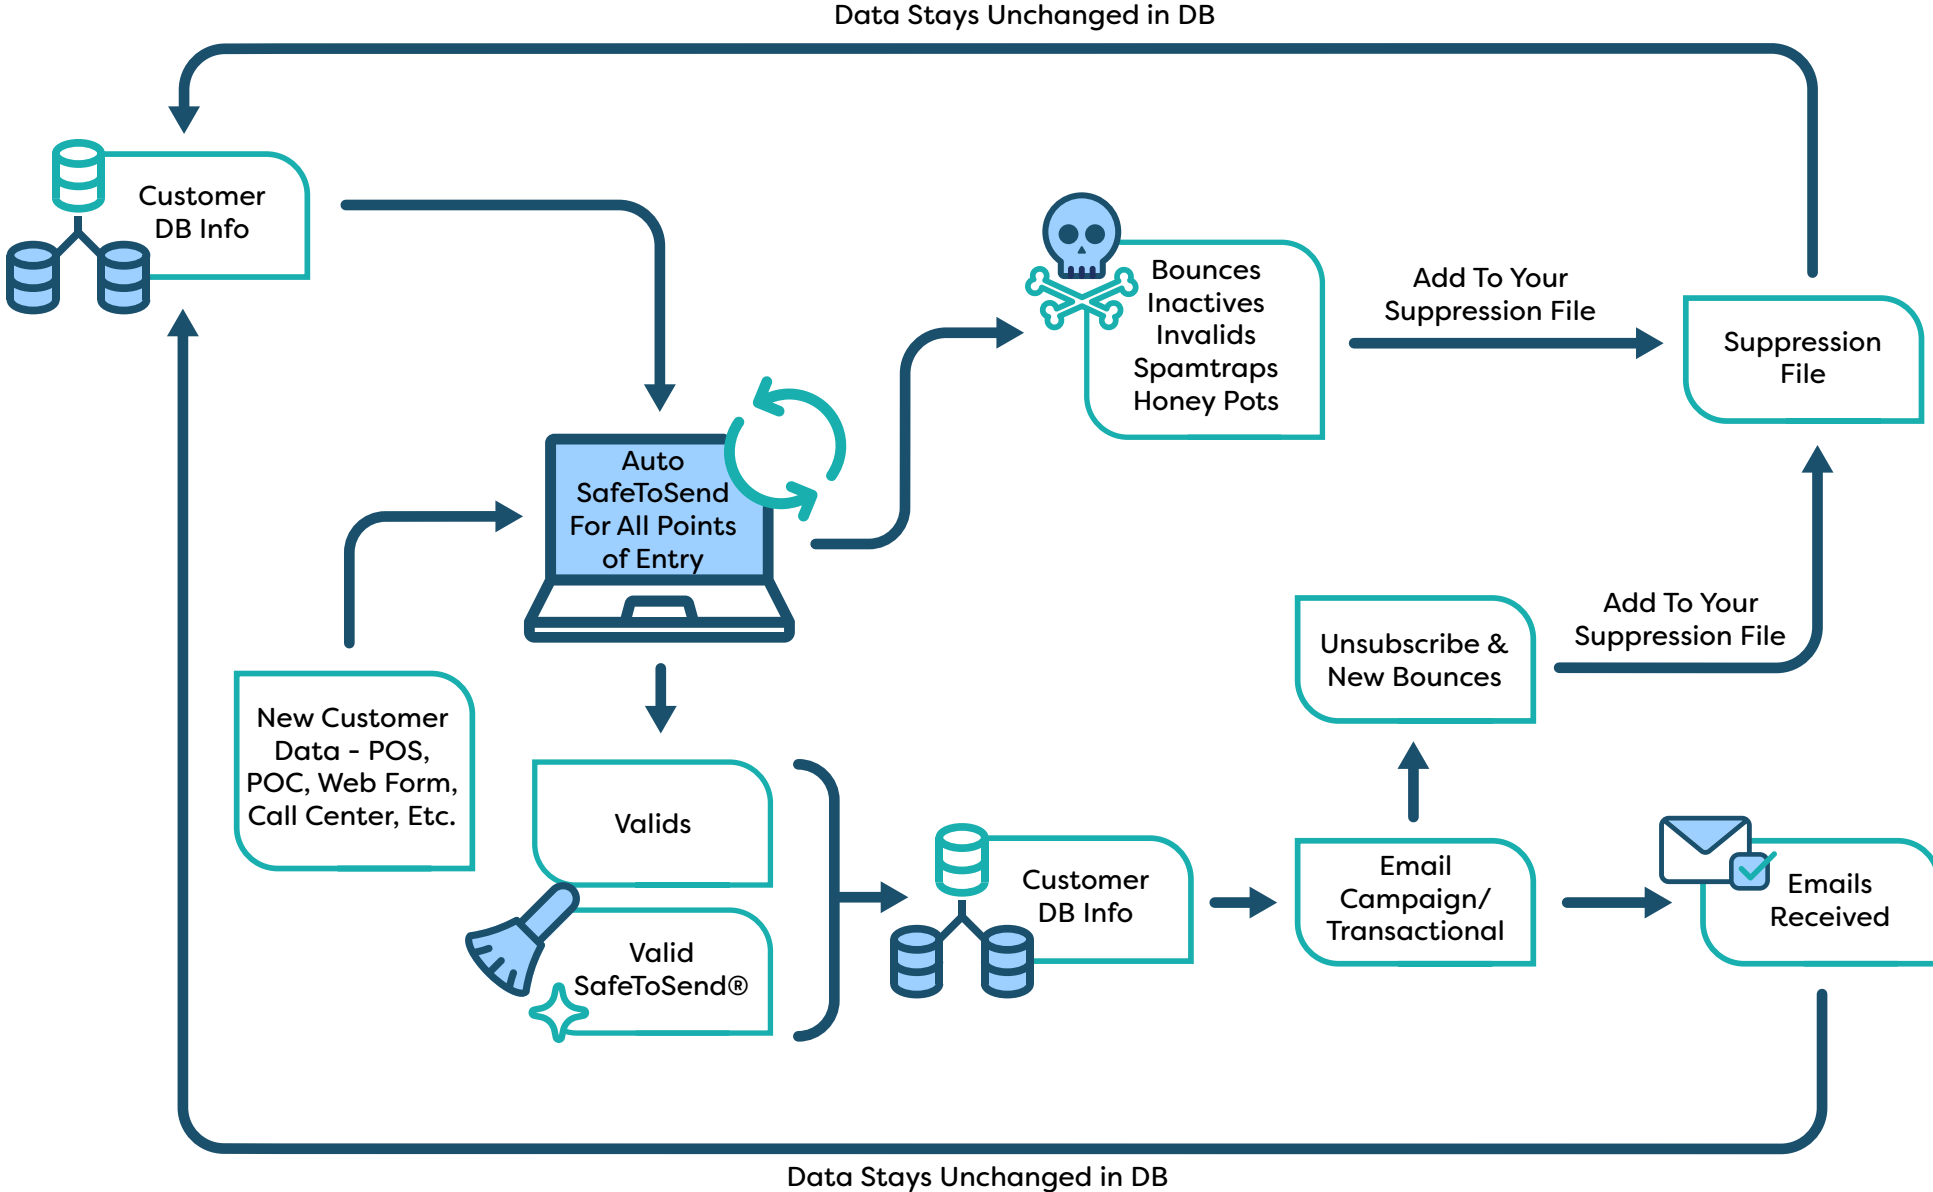 Data Stays Unchanged in DB
Customer
DB Info
Bounces
Inactives
Invalids
Spamtraps
Honey Pots
Add To Your
Suppression File
Suppression
File
Auto
SafeToSend
For All Points
of Entry
Unsubscribe &
New Bounces
Add To Your
Suppression File
New Customer
Data - POS,
POC, Web Form,
Call Center, Etc.
Valids
Valid
SafeToSend®
Customer
DB Info
Email
Campaign/
Transactional
Emails
Received
Data Stays Unchanged in DB